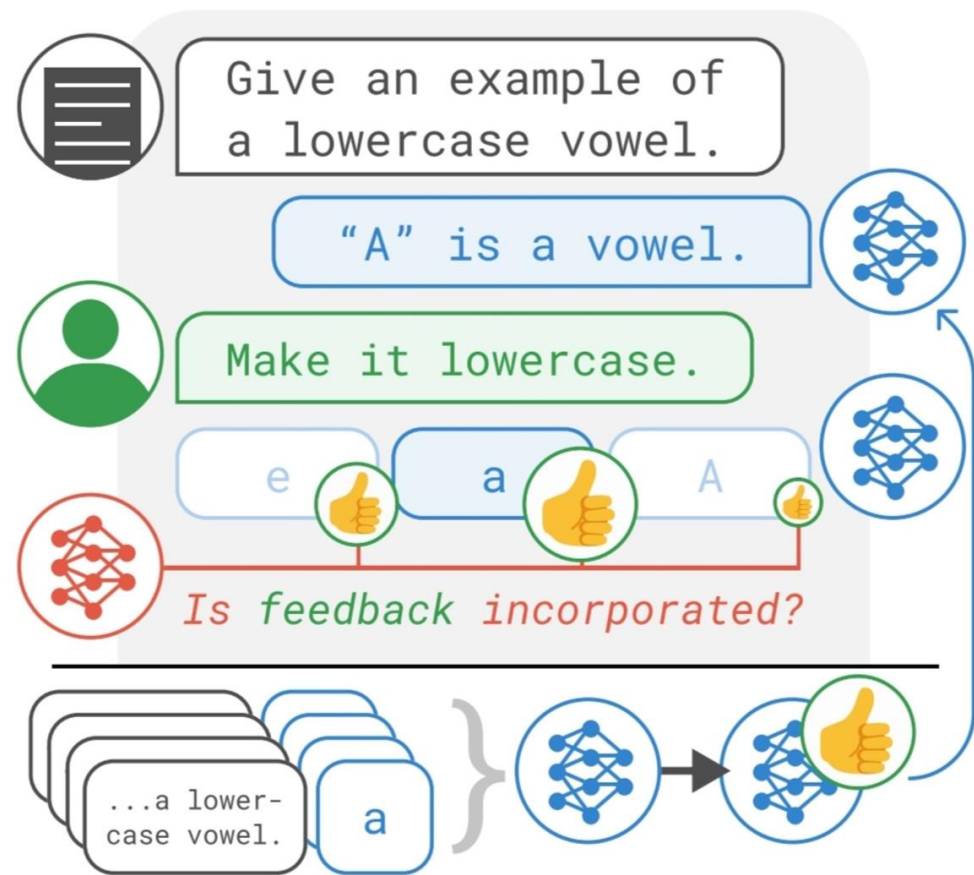 Give an example of
a lowercase vowel.
“A” is a vowel.
Make it lowercase.
e
a
A
Is feedback incorporated?
...a lower-
case vowel.
a